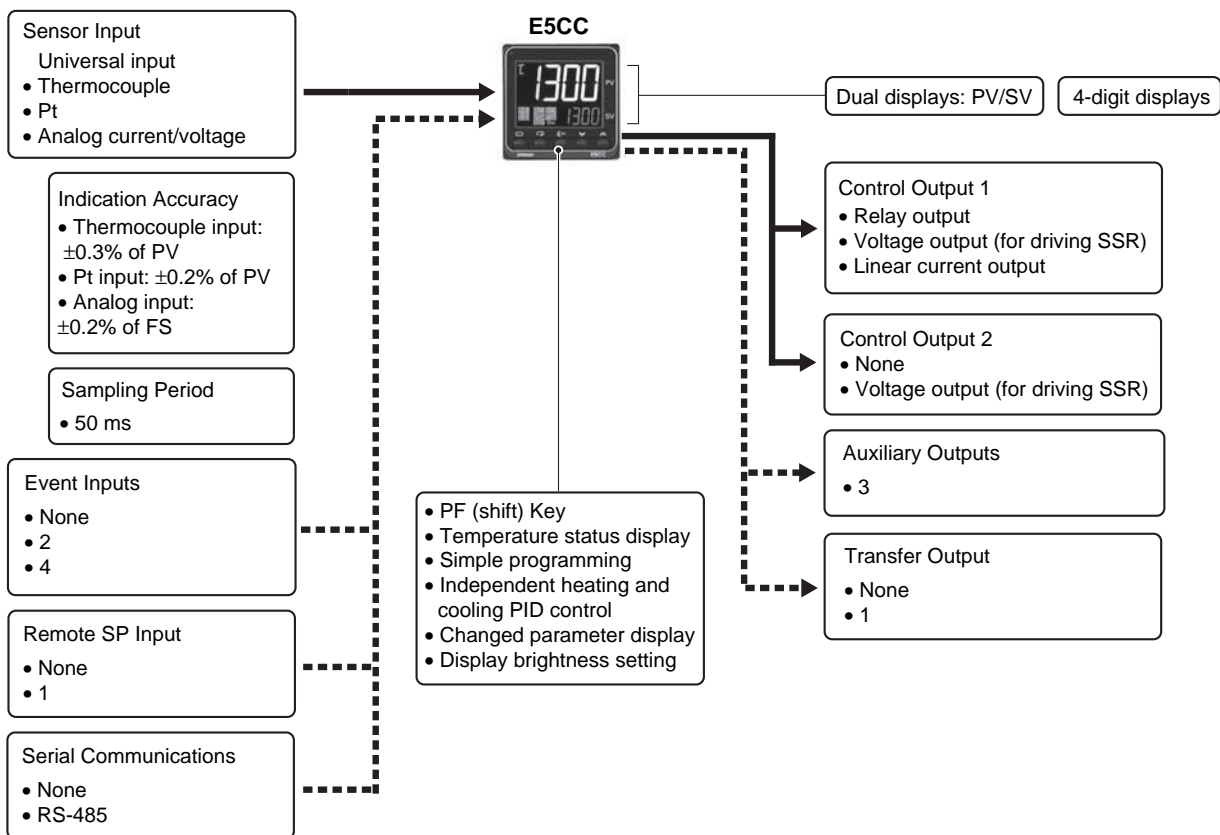 Sensor Input
Universal input
• Thermocouple
• Pt
• Analog current/voltage
Indication Accuracy
• Thermocouple input:
±0.3% of PV
• Pt input: ±0.2% of PV
• Analog input:
±0.2% of FS
Sampling Period
• 50 ms
Event Inputs
• None
• 2
• 4
Remote SP Input
• None
• 1
Serial Communications
• None
• RS-485
E5CC
1300
PV
1300
SV
OMRON
E5CC
• PF (shift) Key
• Temperature status display
• Simple programming
• Independent heating and
cooling PID control
• Changed parameter display
• Display brightness setting
Dual displays: PV/SV
4-digit displays
Control Output 1
• Relay output
• Voltage output (for driving SSR)
• Linear current output
Control Output 2
• None
• Voltage output (for driving SSR)
Auxiliary Outputs
• 3
Transfer Output
• None
• 1